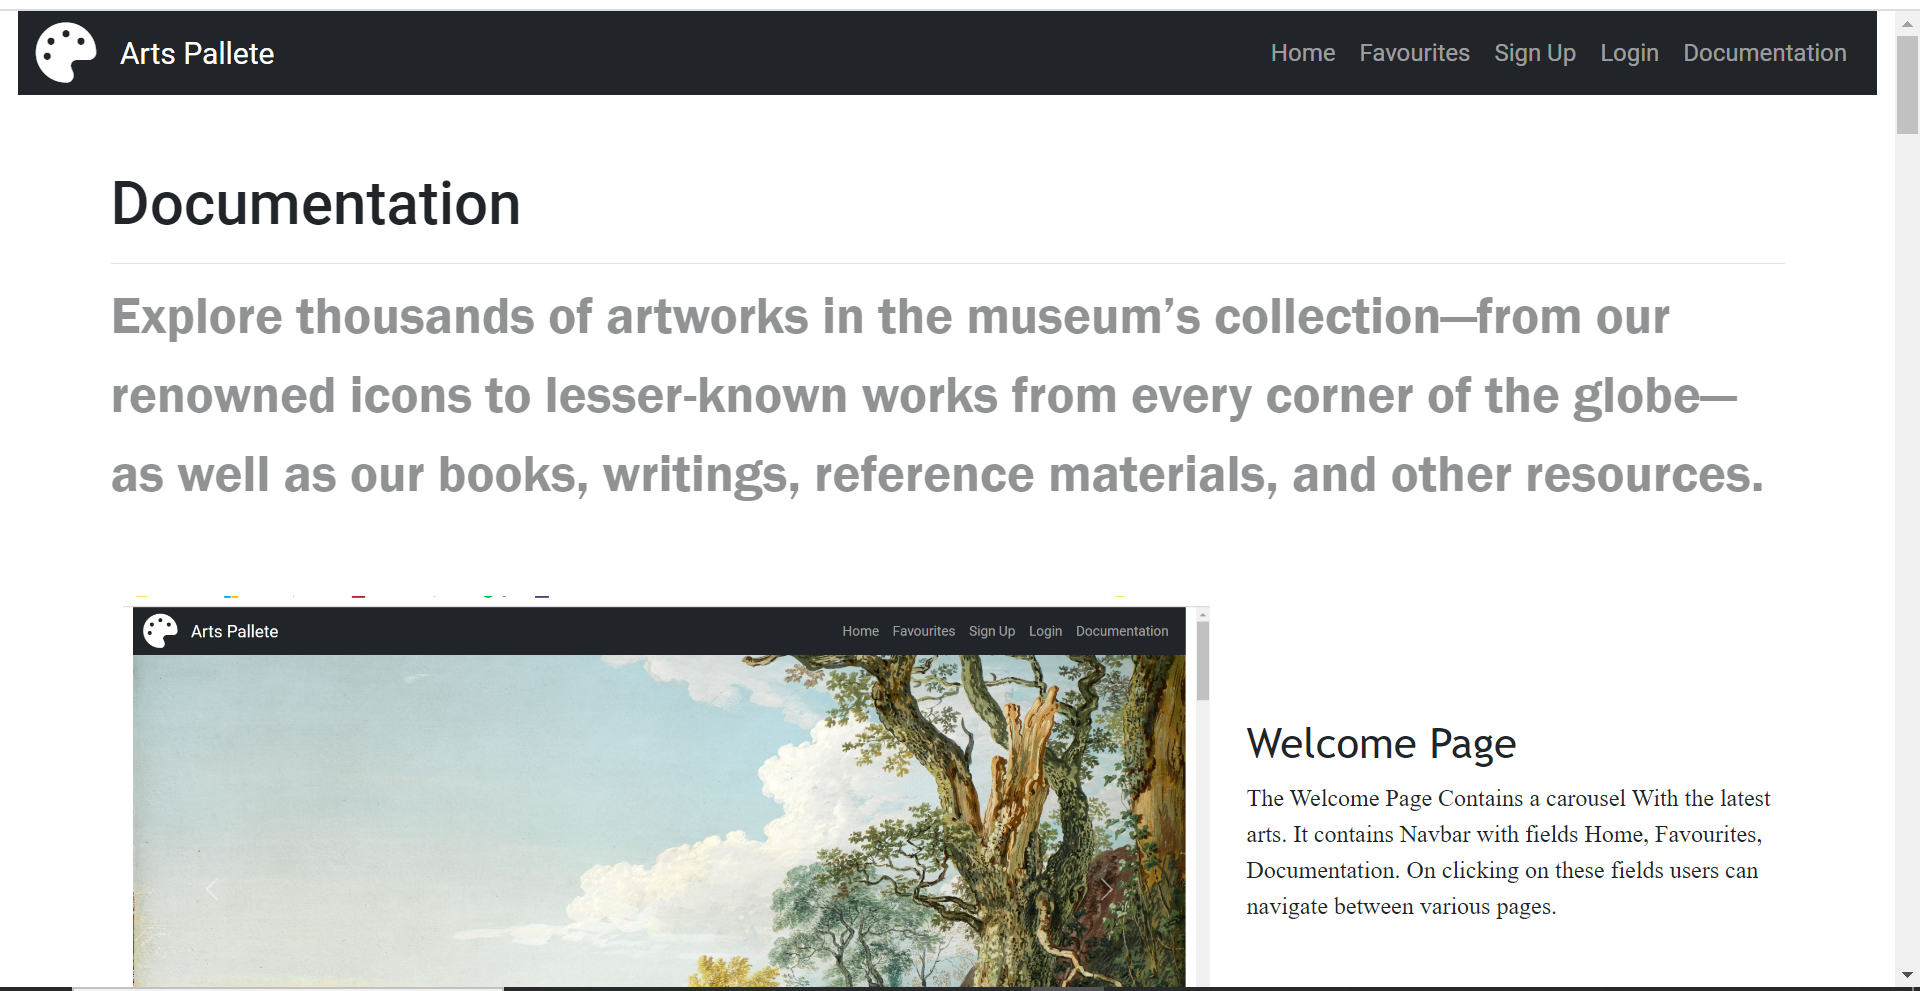 Arts Pallete
Home Favourites Sign Up Login Documentation
Documentation
Explore thousands of artworks in the museum’s collection—from our
renowned icons to lesser-known works from every corner of the globe—
as well as our books, writings, reference materials, and other resources.
Arts Pallete
Home Favourites Sign Up Login Documentation
Welcome Page
The Welcome Page Contains a carousel With the latest
arts. It contains Navbar with fields Home, Favourites,
Documentation. On clicking on these fields users can
navigate between various pages.